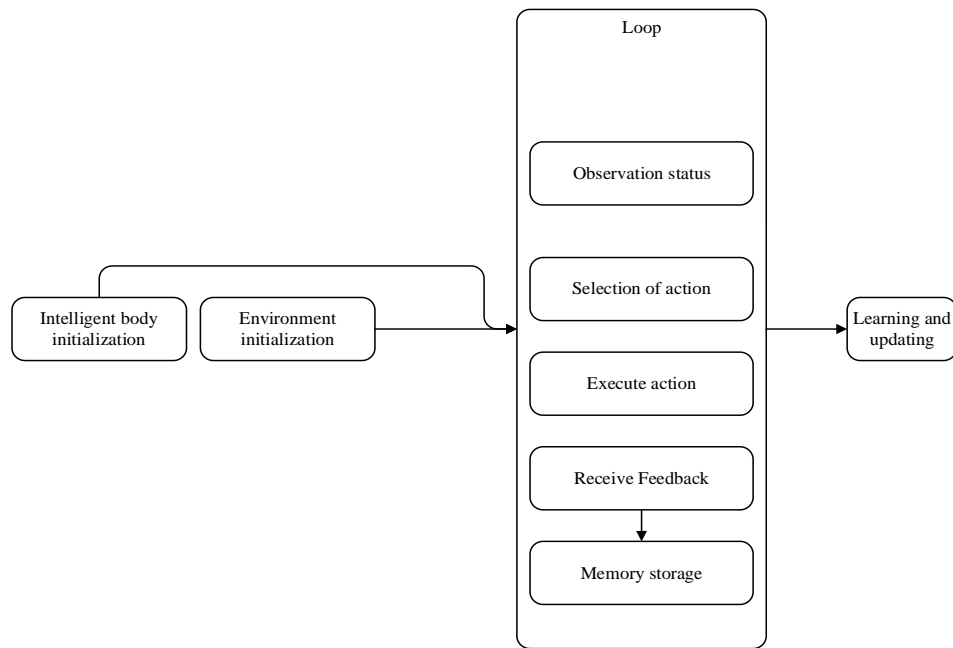 Loop
Observation status
Selection of action
Execute action
Receive Feedback
Memory storage
Intelligent body
initialization
Environment
initialization
Learning and
updating